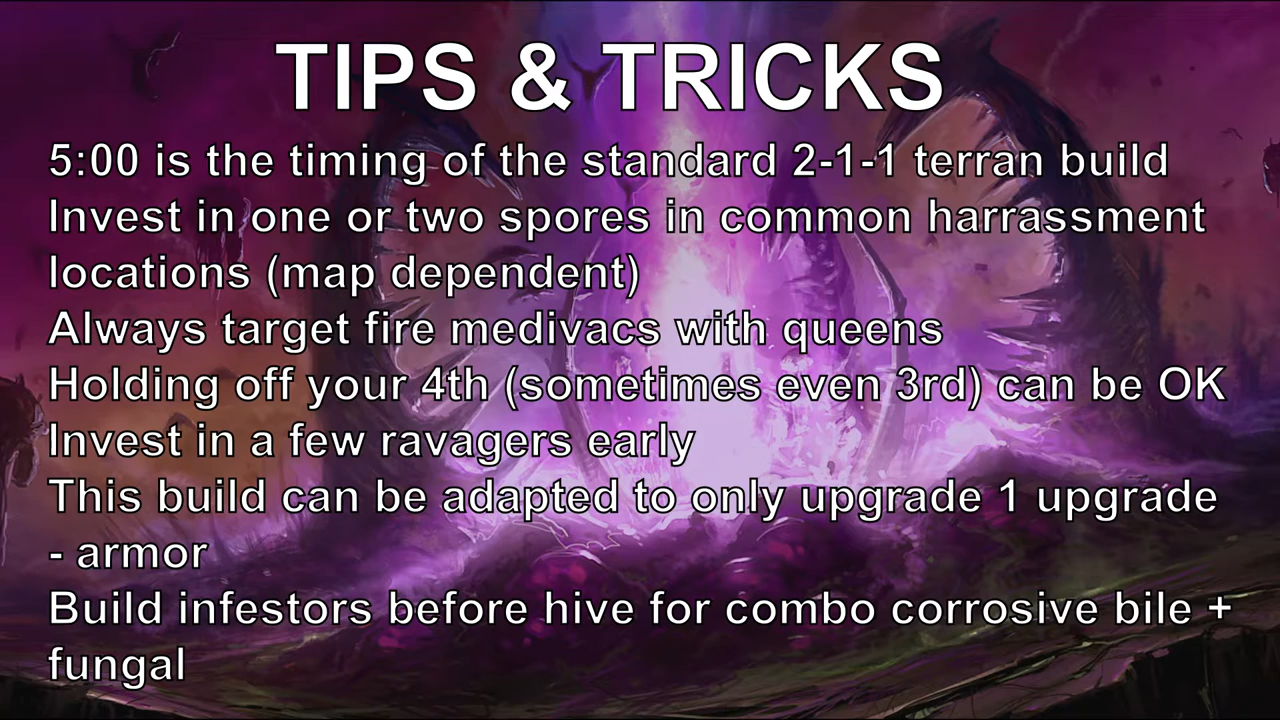 TIPS & TRICKS
5:00 is the timing of the standard 2-1-1 terran build
Invest in one or two spores in common harrassment
locations (map dependent)
Always target fire medivacs with queens
Holding off your 4th (sometimes even 3rd) can be OK
Invest in a few ravagers early
This build can be adapted to only upgrade 1 upgrade
- armor
Build infestors before hive for combo corrosive bile +
fungal